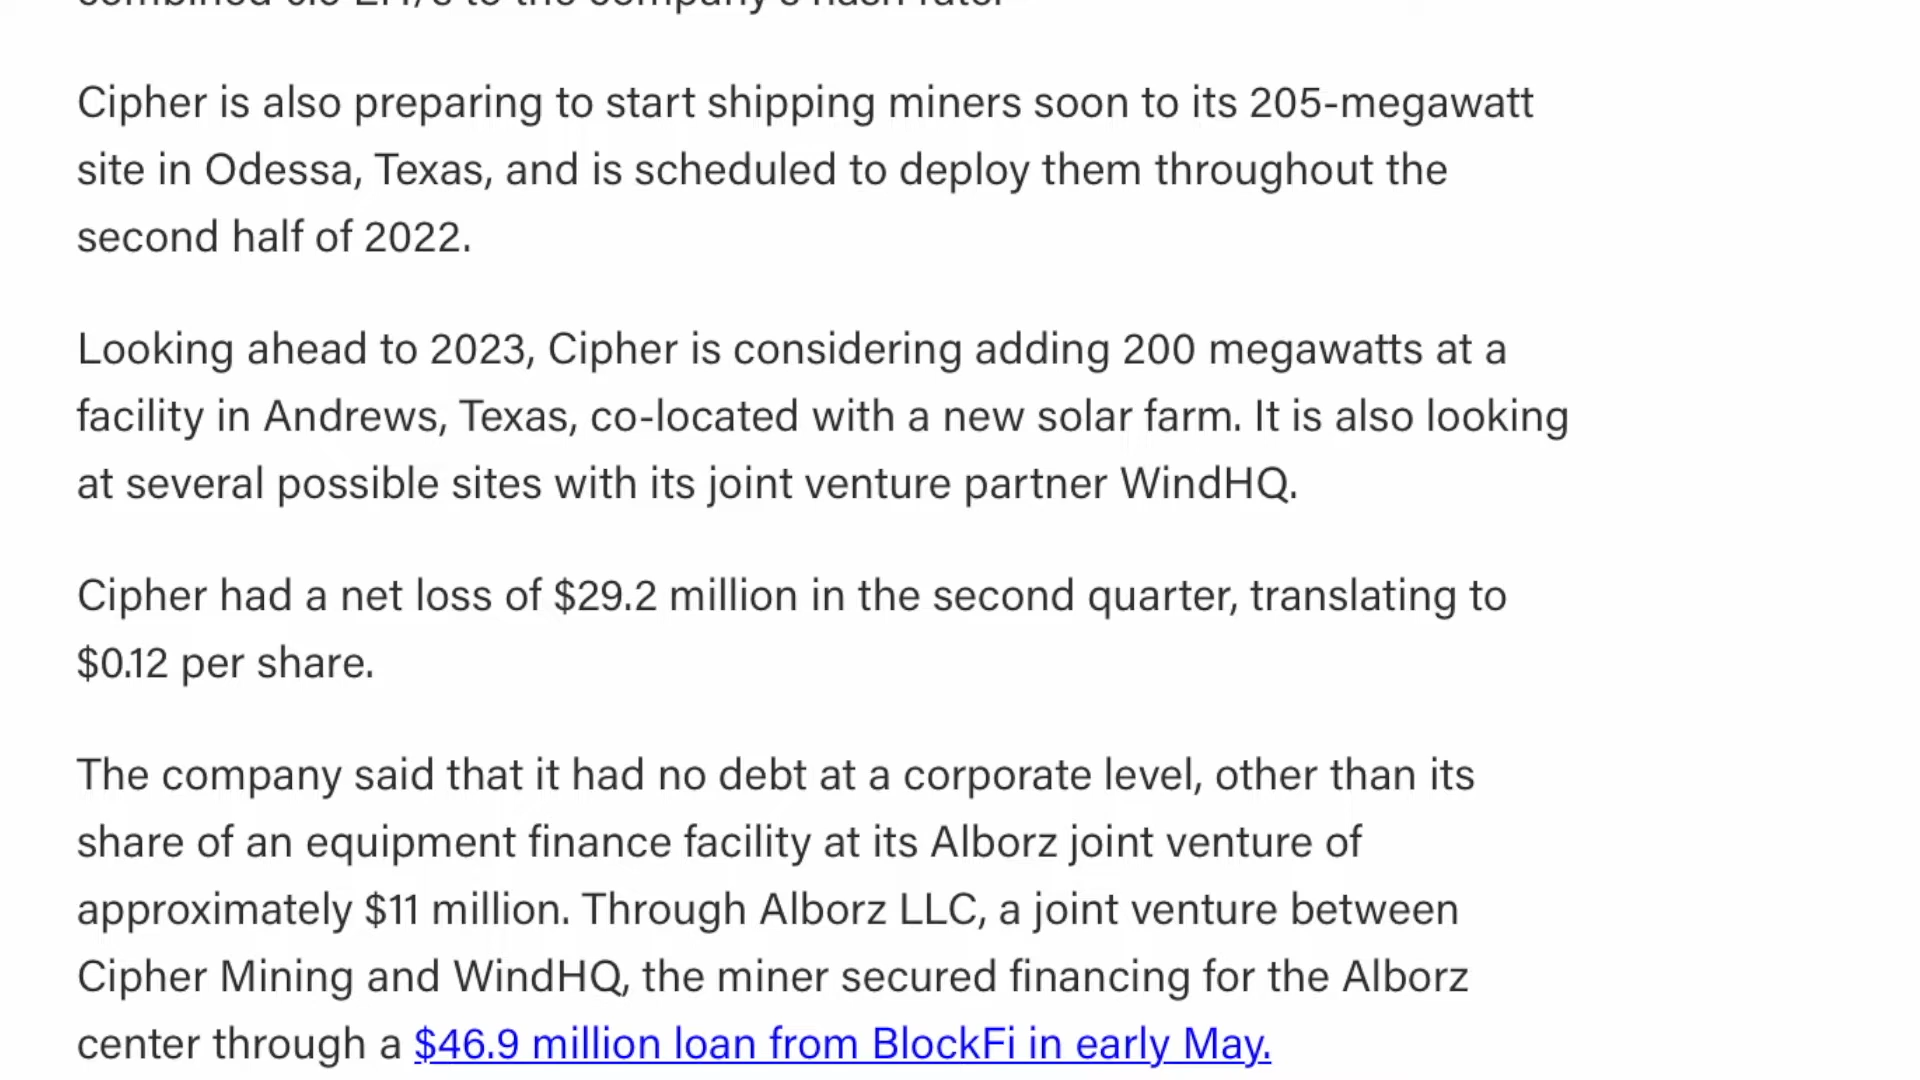 to the company's hash rate.
Cipher is also preparing to start shipping miners soon to its 205-megawatt
site in Odessa, Texas, and is scheduled to deploy them throughout the
second half of 2022.
Looking ahead to 2023, Cipher is considering adding 200 megawatts at a
facility in Andrews, Texas, co-located with a new solar farm. It is also looking
at several possible sites with its joint venture partner WindHQ.
Cipher had a net loss of $29.2 million in the second quarter, translating to
$0.12 per share.
The company said that it had no debt at a corporate level, other than its
share of an equipment finance facility at its Alborz joint venture of
approximately $11 million. Through Alborz LLC, a joint venture between
Cipher Mining and WindHQ, the miner secured financing for the Alborz
center through a $46.9 million loan from BlockFi in early May.